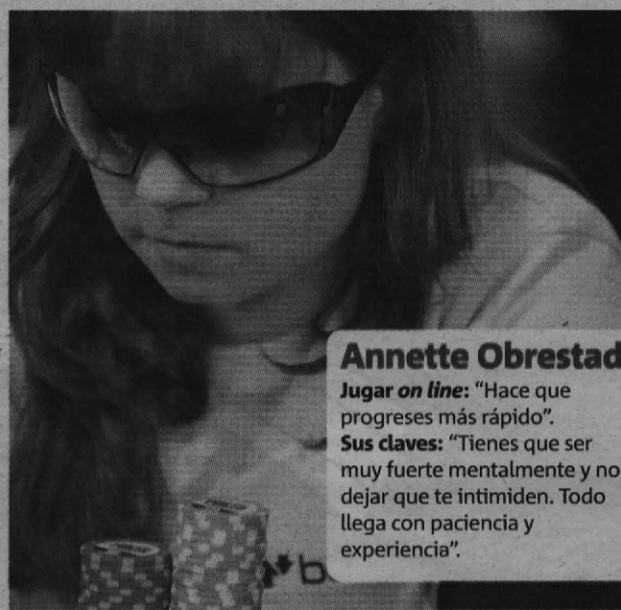 Annette Obrestad
Jugar on line: “Hace que
progreses más rápido”.
Sus claves: “Tienes que ser
muy fuerte mentalmente y no
dejar que te intimiden. Todo
llega con paciencia y
experiencia”.